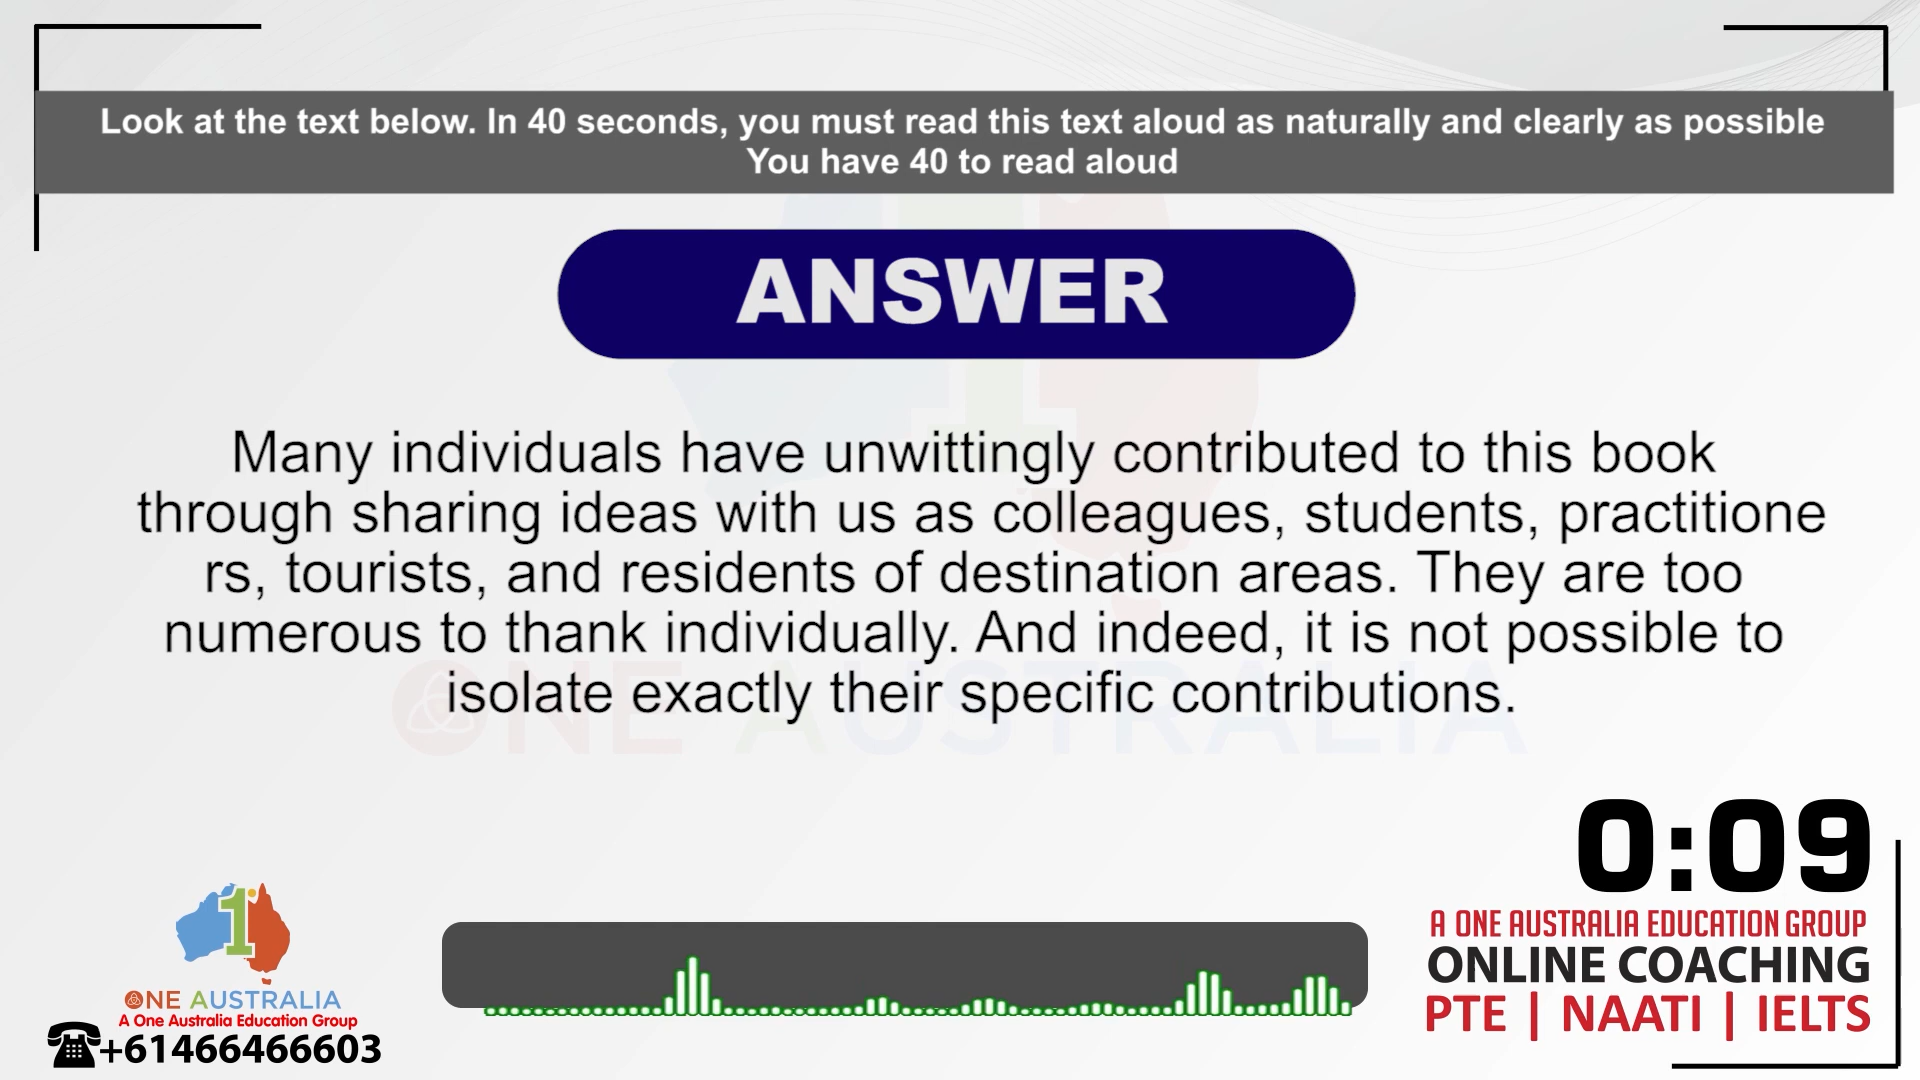 Look at the text below. In 40 seconds, you must read this text aloud as naturally and clearly as possible
You have 40 to read aloud
ANSWER
Many individuals have unwittingly contributed to this book
through sharing ideas with us as colleagues, students, practitione
rs, tourists, and residents of destination areas. They are too
numerous to thank individually. And indeed, it is not possible to
isolate exactly their specific contributions.
ONE AUSTRALIA
0:09
A ONE AUSTRALIA EDUCATION GROUP
ONLINE COACHING
PTE | NAATI | IELTS
1
ONE AUSTRALIA
A One Australia Education Group
+61466466603